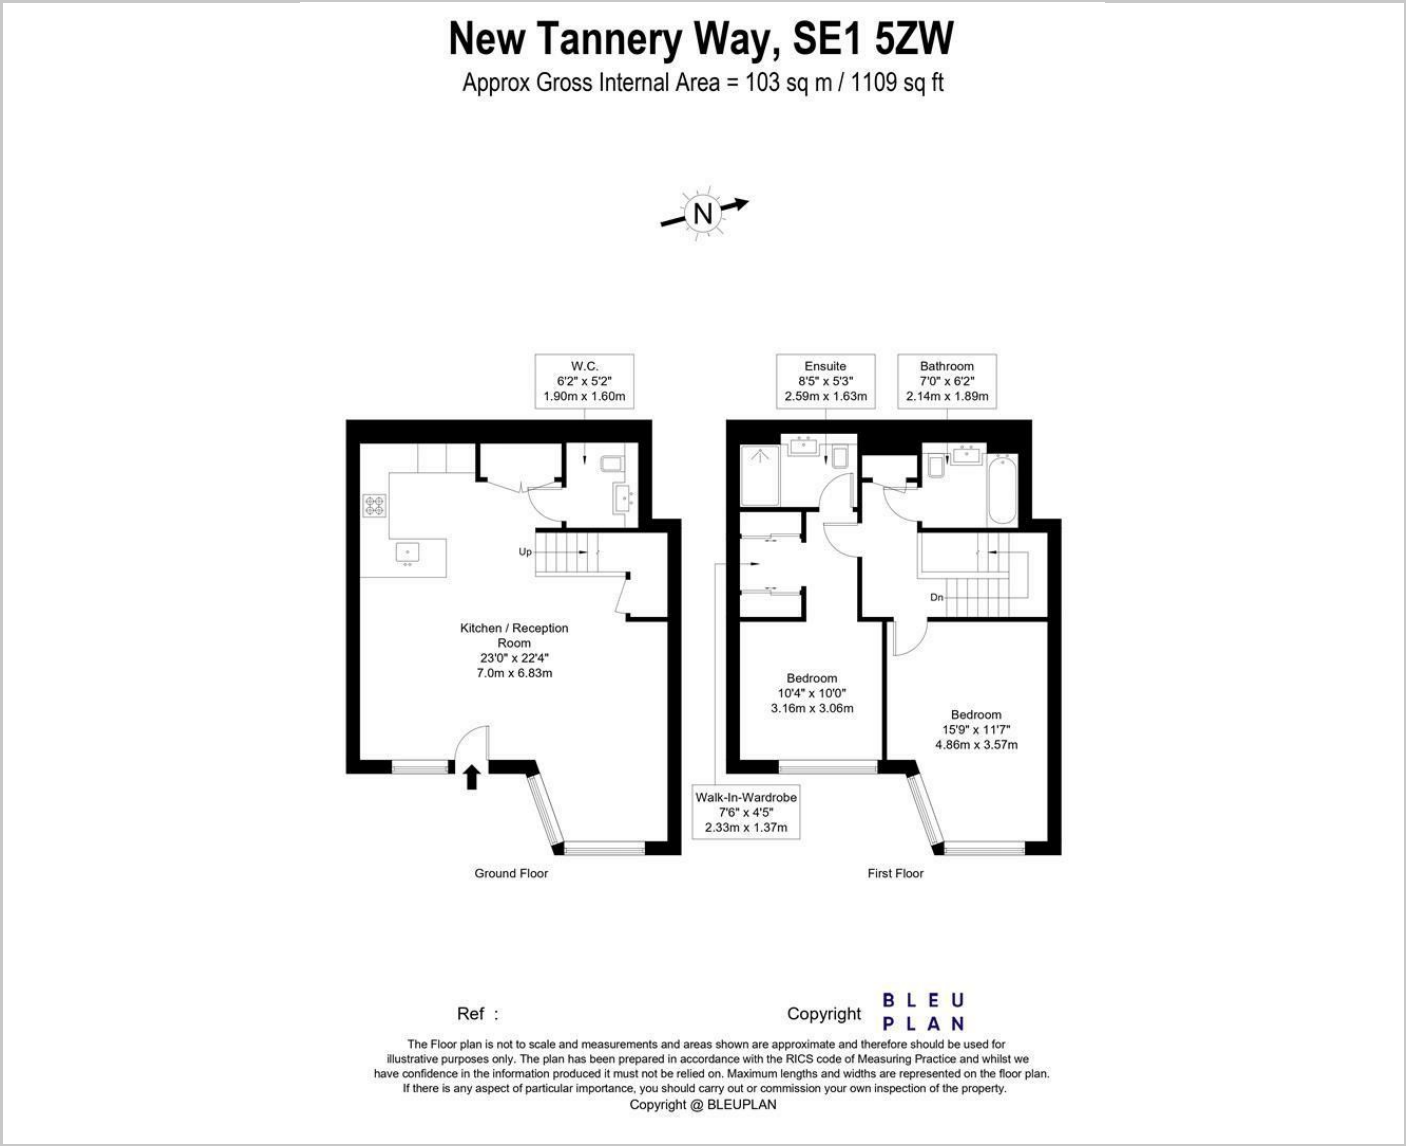 New Tannery Way, SE1 5ZW
Approx Gross Internal Area = 103 sq m / 1109 sq ft
N
W.C.
6'2" x 5'2"
1.90m x 1.60m
Ensuite
8'5" x 5'3"
2.59m x 1.63m
Bathroom
7'0" x 6'2"
2.14m x 1.89m
Up
Dn
Kitchen / Reception
Room
23'0" x 22'4"
7.0m x 6.83m
Bedroom
10'4" x 10'0"
3.16m x 3.06m
Bedroom
15'9" x 11'7"
4.86m x 3.57m
Walk-In-Wardrobe
7'6" x 4'5"
2.33m x 1.37m
Ground Floor
First Floor
Ref :
Copyright
BLEU
PLAN
The Floor plan is not to scale and measurements and areas shown are approximate and therefore should be used for
illustrative purposes only. The plan has been prepared in accordance with the RICS code of Measuring Practice and whilst we
have confidence in the information produced it must not be relied on. Maximum lengths and widths are represented on the floor plan.
If there is any aspect of particular importance, you should carry out or commission your own inspection of the property.
Copyright @ BLEUPLAN